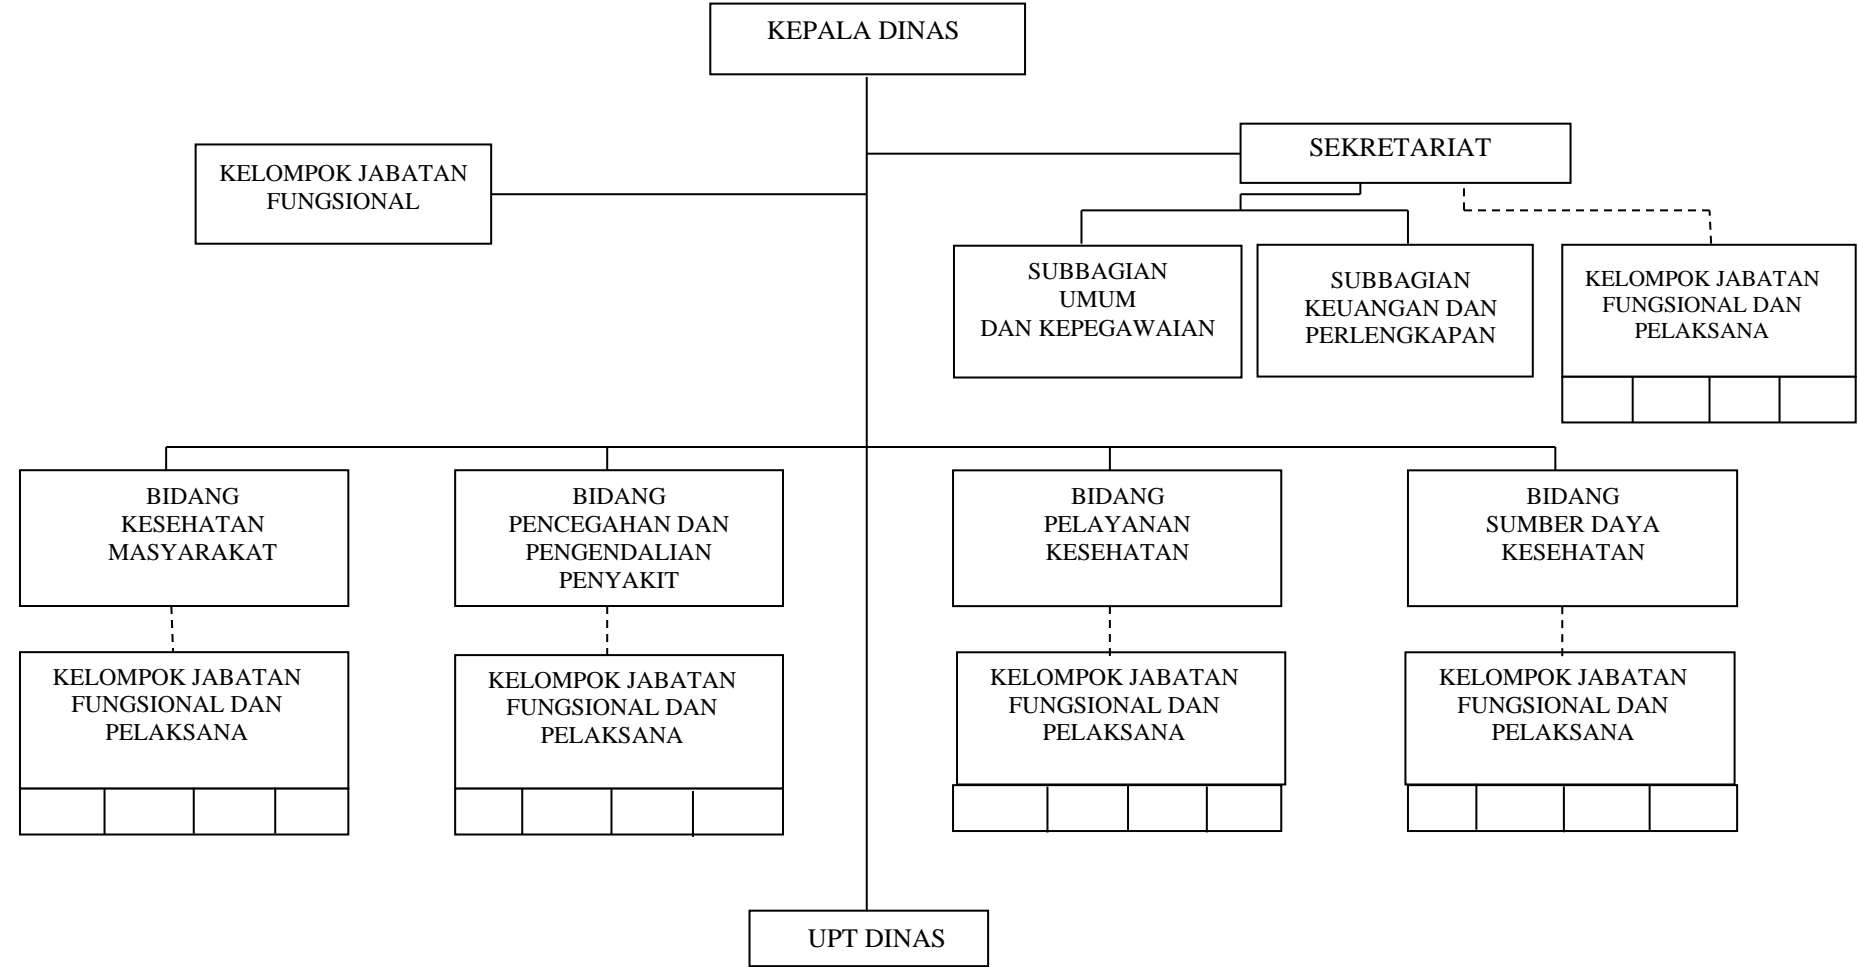 KEPALA DINAS
SEKRETARIAT
KELOMPOK JABATAN
FUNGSIONAL
SUBBAGIAN
UMUM
DAN KEPEGAWAIAN
SUBBAGIAN
KEUANGAN DAN
PERLENGKAPAN
KELOMPOK JABATAN
FUNGSIONAL DAN
PELAKSANA
BIDANG
KESEHATAN
MASYARAKAT
BIDANG
PENCEGAHAN DAN
PENGENDALIAN
PENYAKIT
BIDANG
PELAYANAN
KESEHATAN
BIDANG
SUMBER DAYA
KESEHATAN
KELOMPOK JABATAN
FUNGSIONAL DAN
PELAKSANA
KELOMPOK JABATAN
FUNGSIONAL DAN
PELAKSANA
KELOMPOK JABATAN
FUNGSIONAL DAN
PELAKSANA
KELOMPOK JABATAN
FUNGSIONAL DAN
PELAKSANA
UPT DINAS